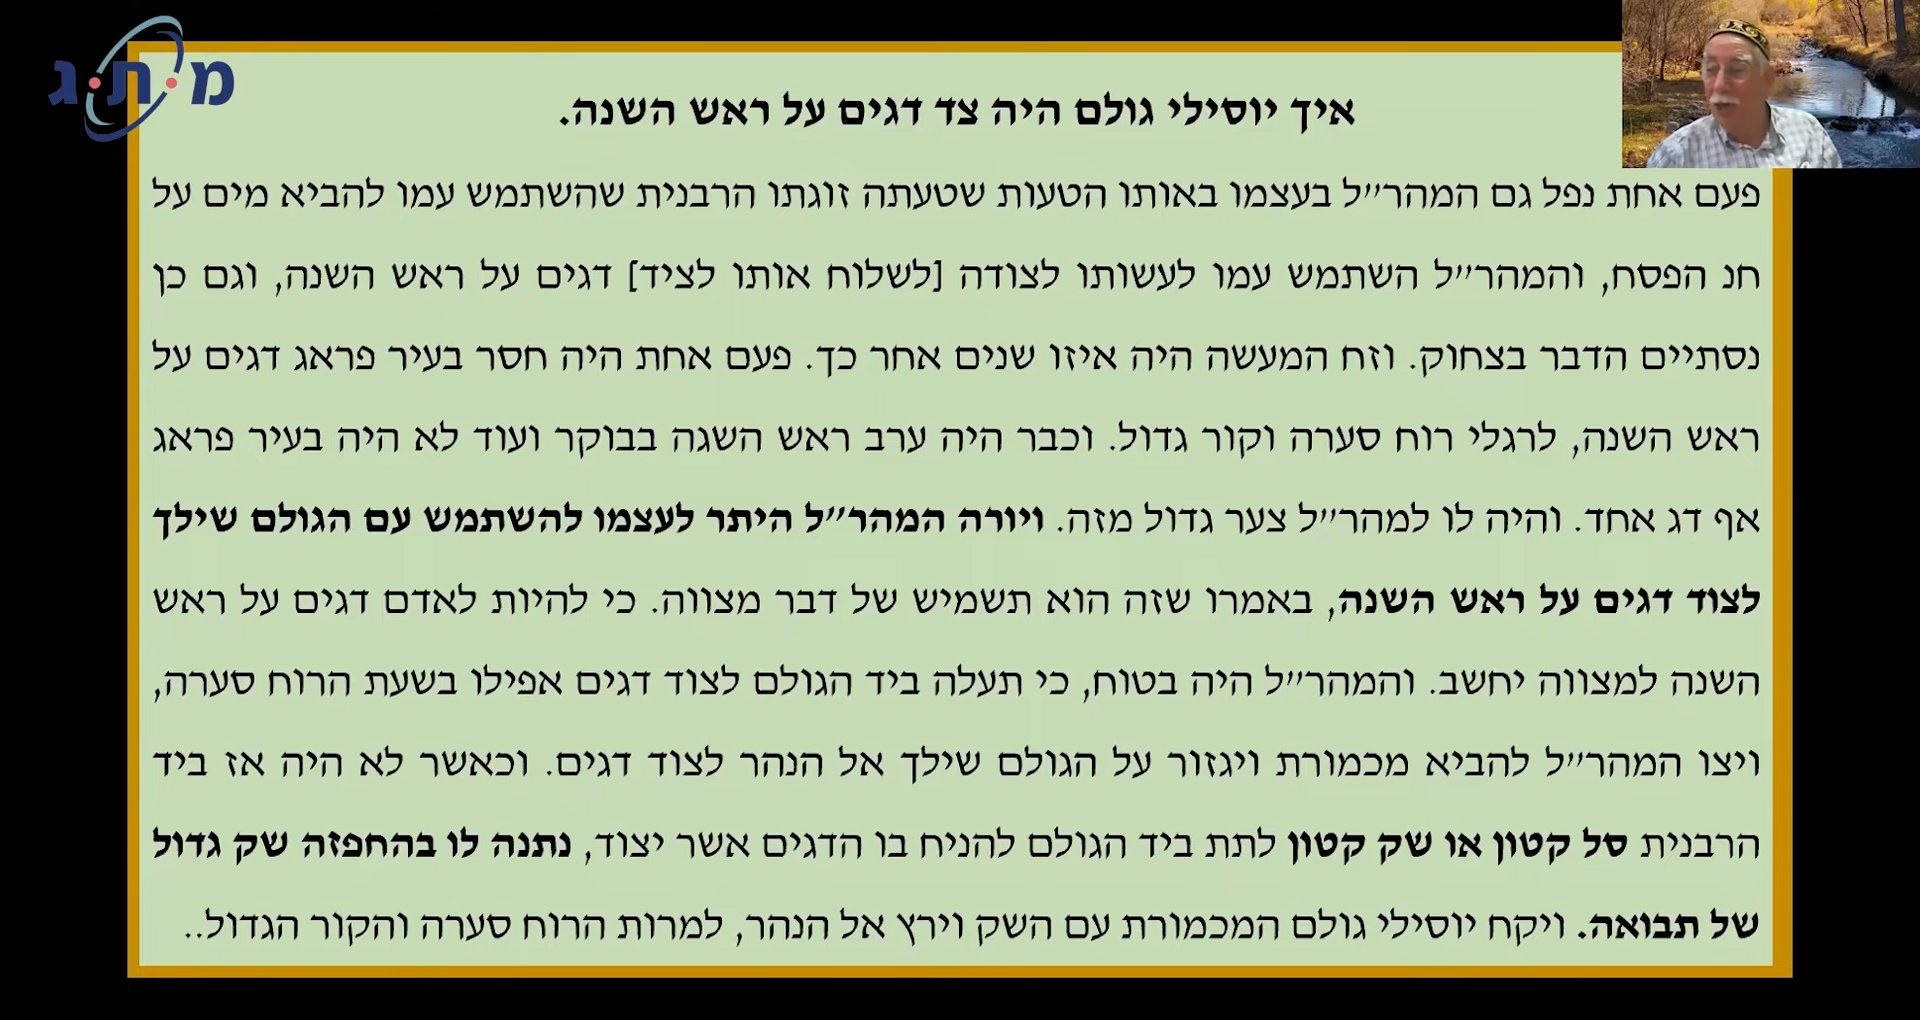 מ.ת.ג
איך יוסילי גולם היה צד דגים על ראש השנה.
פעם אחת נפל גם המהר״ל בעצמו באותו הטעות שטעתה זוגתו הרבנית שהשתמש עמו להביא מים על
חג הפסח, והמהר״ל השתמש עמו לעשותו לצודה [לשלוח אותו לציד] דגים על ראש השנה, וגם כן
נסתיים הדבר בצחוק. וזח המעשה היה איזו שנים אחר כך. פעם אחת היה חסר בעיר פראג דגים על
ראש השנה, לרגלי רוח סערה וקור גדול. וכבר היה ערב ראש השגה בבוקר ועוד לא היה בעיר פראג
אף דג אחד. והיה לו למהר״ל צער גדול מזה. ויורה המהר״ל היתר לעצמו להשתמש עם הגולם שילך
לצוד דגים על ראש השנה, באמרו שזה הוא תשמיש של דבר מצווה. כי להיות לאדם דגים על ראש
השנה למצווה יחשב. והמהר״ל היה בטוח, כי תעלה ביד הגולם לצוד דגים אפילו בשעת הרוח סערה,
ויצו המהר״ל להביא מכמורת ויגזור על הגולם שילך אל הנהר לצוד דגים. וכאשר לא היה אז ביד
הרבנית סל קטון או שק קטון לתת ביד הגולם להניח בו הדגים אשר יצוד, נתנה לו בהחפזה שק גדול
של תבואה. ויקח יוסילי גולם המכמורת עם השק וירץ אל הנהר, למרות הרוח סערה והקור הגדול..